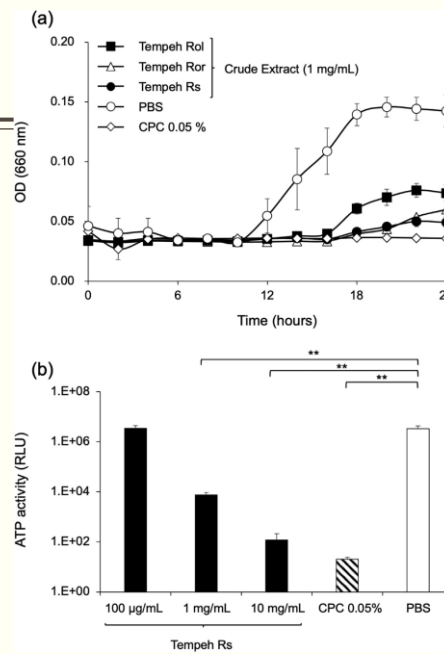 (a)
0.20
0.15
0.10
0.05
0.00
OD (660 nm)
Tempeh Rol
Tempeh Ror
Tempeh Rs
Crude Extract (1 mg/mL)
PBS
CPC 0.05 %
0 6 12 18
Time (hours)
(b)
** 
**
**
1.E+08
1.E+06
1.E+04
1.E+02
1.E+00
ATP activity (RLU)
100 µg/mL 1 mg/mL 10 mg/mL CPC 0.05% PBS
Tempeh Rs